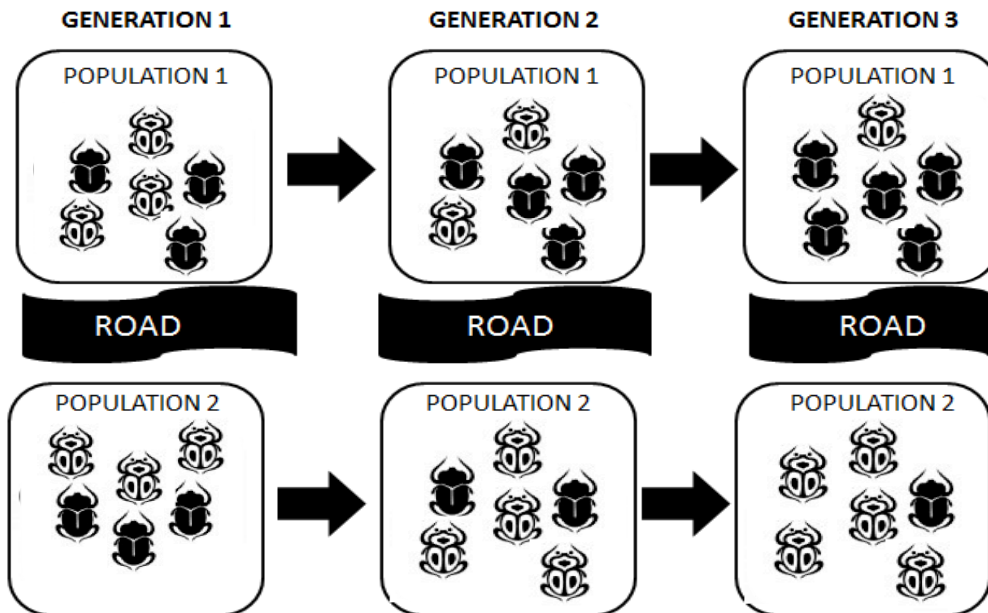 GENERATION 1
GENERATION 2
GENERATION 3
POPULATION 1
POPULATION 1
POPULATION 1
ROAD
ROAD
ROAD
POPULATION 2
POPULATION 2
POPULATION 2